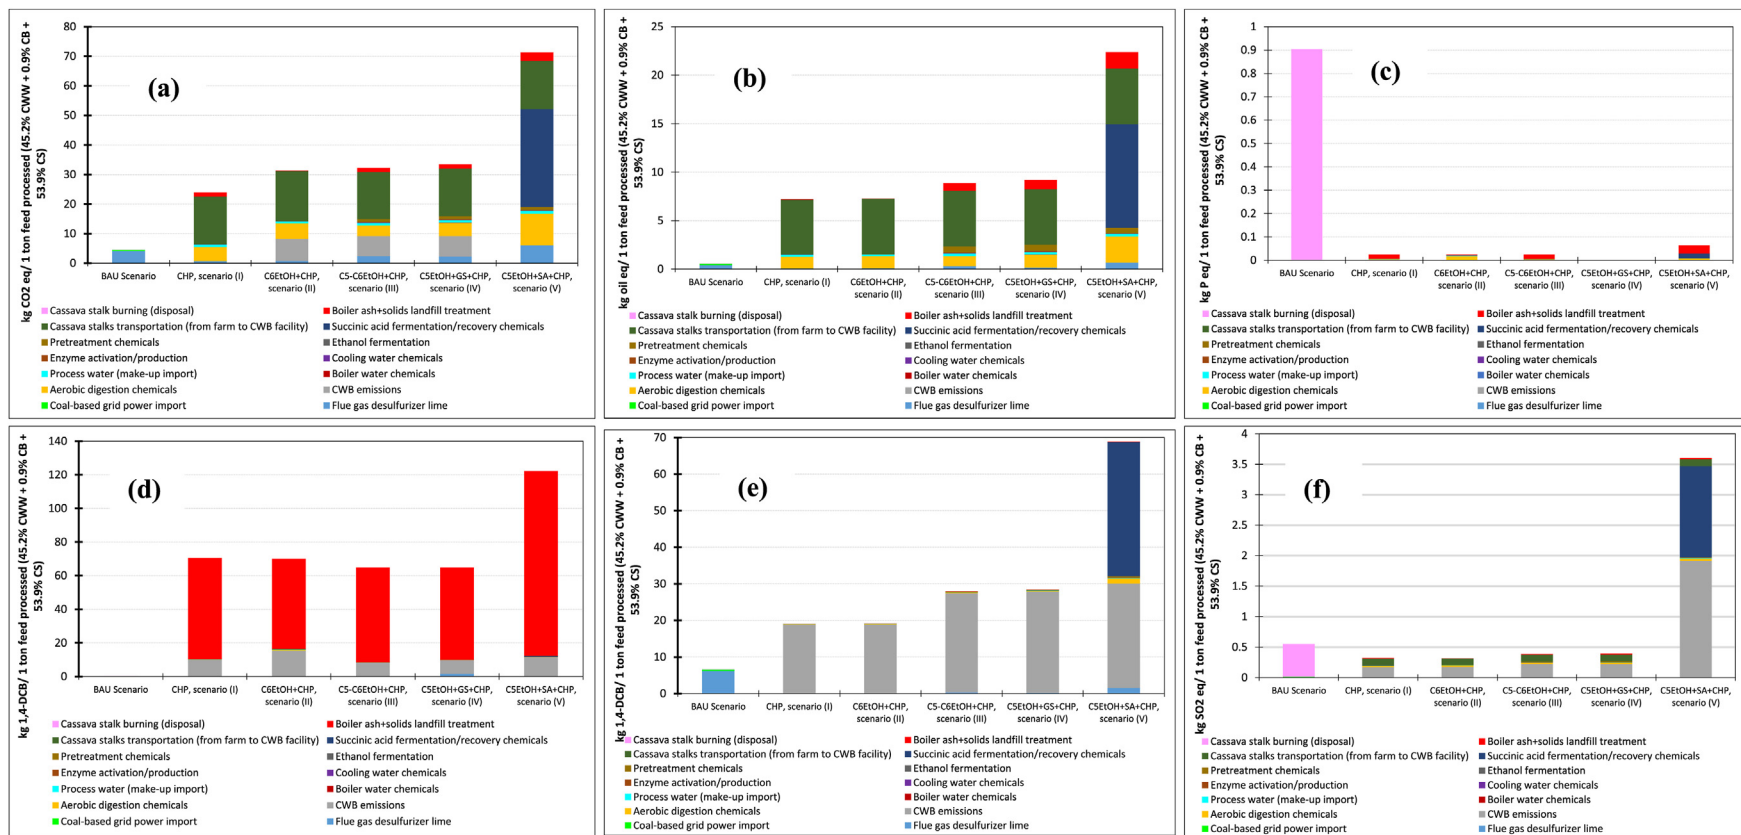 kg CO2 eq/ 1 ton feed processed (45.2% CWW + 0.9% CB +
53.9% CS)
80
70
60
50
40
30
20
10
0
(a)
BAU Scenario
CHP, scenario (I)
C6EtOH+CHP,
scenario (II)
C5-C6EtOH+CHP,
scenario (III)
C5EtOH+GS+CHP,
scenario (IV)
C5EtOH+SA+CHP,
scenario (V)
Cassava stalk burning (disposal)
Boiler ash+solids landfill treatment
Cassava stalks transportation (from farm to CWB facility)
Succinic acid fermentation/recovery chemicals
Pretreatment chemicals
Ethanol fermentation
Enzyme activation/production
Cooling water chemicals
Process water (make-up import)
Boiler water chemicals
Aerobic digestion chemicals
CWB emissions
Coal-based grid power import
Flue gas desulfurizer lime
kg oil eq/ 1 ton feed processed (45.2% CWW + 0.9% CB +
53.9% CS)
25
20
15
10
5
0
(b)
BAU Scenario
CHP, scenario (I)
C6EtOH+CHP,
scenario (II)
C5-C6EtOH+CHP,
scenario (III)
C5EtOH+GS+CHP,
scenario (IV)
C5EtOH+SA+CHP,
scenario (V)
Cassava stalk burning (disposal)
Boiler ash+solids landfill treatment
Cassava stalks transportation (from farm to CWB facility)
Succinic acid fermentation/recovery chemicals
Pretreatment chemicals
Ethanol fermentation
Enzyme activation/production
Cooling water chemicals
Process water (make-up import)
Boiler water chemicals
Aerobic digestion chemicals
CWB emissions
Coal-based grid power import
Flue gas desulfurizer lime
kg P eq/ 1 ton feed processed (45.2% CWW + 0.9% CB +
53.9% CS)
1
0.9
0.8
0.7
0.6
0.5
0.4
0.3
0.2
0.1
0
(c)
BAU Scenario
CHP, scenario (I)
C6EtOH+CHP,
scenario (II)
C5-C6EtOH+CHP,
scenario (III)
C5EtOH+GS+CHP,
scenario (IV)
C5EtOH+SA+CHP,
scenario (V)
Cassava stalk burning (disposal)
Boiler ash+solids landfill treatment
Cassava stalks transportation (from farm to CWB facility)
Succinic acid fermentation/recovery chemicals
Pretreatment chemicals
Ethanol fermentation
Enzyme activation/production
Cooling water chemicals
Process water (make-up import)
Boiler water chemicals
Aerobic digestion chemicals
CWB emissions
Coal-based grid power import
Flue gas desulfurizer lime
kg 1,4-DCB/ 1 ton feed processed (45.2% CWW + 0.9% CB +
53.9% CS)
140
120
100
80
60
40
20
0
(d)
BAU Scenario
CHP, scenario (I)
C6EtOH+CHP,
scenario (II)
C5-C6EtOH+CHP,
scenario (III)
C5EtOH+GS+CHP,
scenario (IV)
C5EtOH+SA+CHP,
scenario (V)
Cassava stalk burning (disposal)
Boiler ash+solids landfill treatment
Cassava stalks transportation (from farm to CWB facility)
Succinic acid fermentation/recovery chemicals
Pretreatment chemicals
Ethanol fermentation
Enzyme activation/production
Cooling water chemicals
Process water (make-up import)
Boiler water chemicals
Aerobic digestion chemicals
CWB emissions
Coal-based grid power import
Flue gas desulfurizer lime
kg 1,4-DCB/ 1 ton feed processed (45.2% CWW + 0.9% CB +
53.9% CS)
70
60
50
40
30
20
10
0
(e)
BAU Scenario
CHP, scenario (I)
C6EtOH+CHP,
scenario (II)
C5-C6EtOH+CHP,
scenario (III)
C5EtOH+GS+CHP,
scenario (IV)
C5EtOH+SA+CHP,
scenario (V)
Cassava stalk burning (disposal)
Boiler ash+solids landfill treatment
Cassava stalks transportation (from farm to CWB facility)
Succinic acid fermentation/recovery chemicals
Pretreatment chemicals
Ethanol fermentation
Enzyme activation/production
Cooling water chemicals
Process water (make-up import)
Boiler water chemicals
Aerobic digestion chemicals
CWB emissions
Coal-based grid power import
Flue gas desulfurizer lime
kg SO2 eq/ 1 ton feed processed (45.2% CWW + 0.9% CB +
53.9% CS)
4
3.5
3
2.5
2
1.5
1
0.5
0
(f)
BAU Scenario
CHP, scenario (I)
C6EtOH+CHP,
scenario (II)
C5-C6EtOH+CHP,
scenario (III)
C5EtOH+GS+CHP,
scenario (IV)
C5EtOH+SA+CHP,
scenario (V)
Cassava stalk burning (disposal)
Boiler ash+solids landfill treatment
Cassava stalks transportation (from farm to CWB facility)
Succinic acid fermentation/recovery chemicals
Pretreatment chemicals
Ethanol fermentation
Enzyme activation/production
Cooling water chemicals
Process water (make-up import)
Boiler water chemicals
Aerobic digestion chemicals
CWB emissions
Coal-based grid power import
Flue gas desulfurizer lime